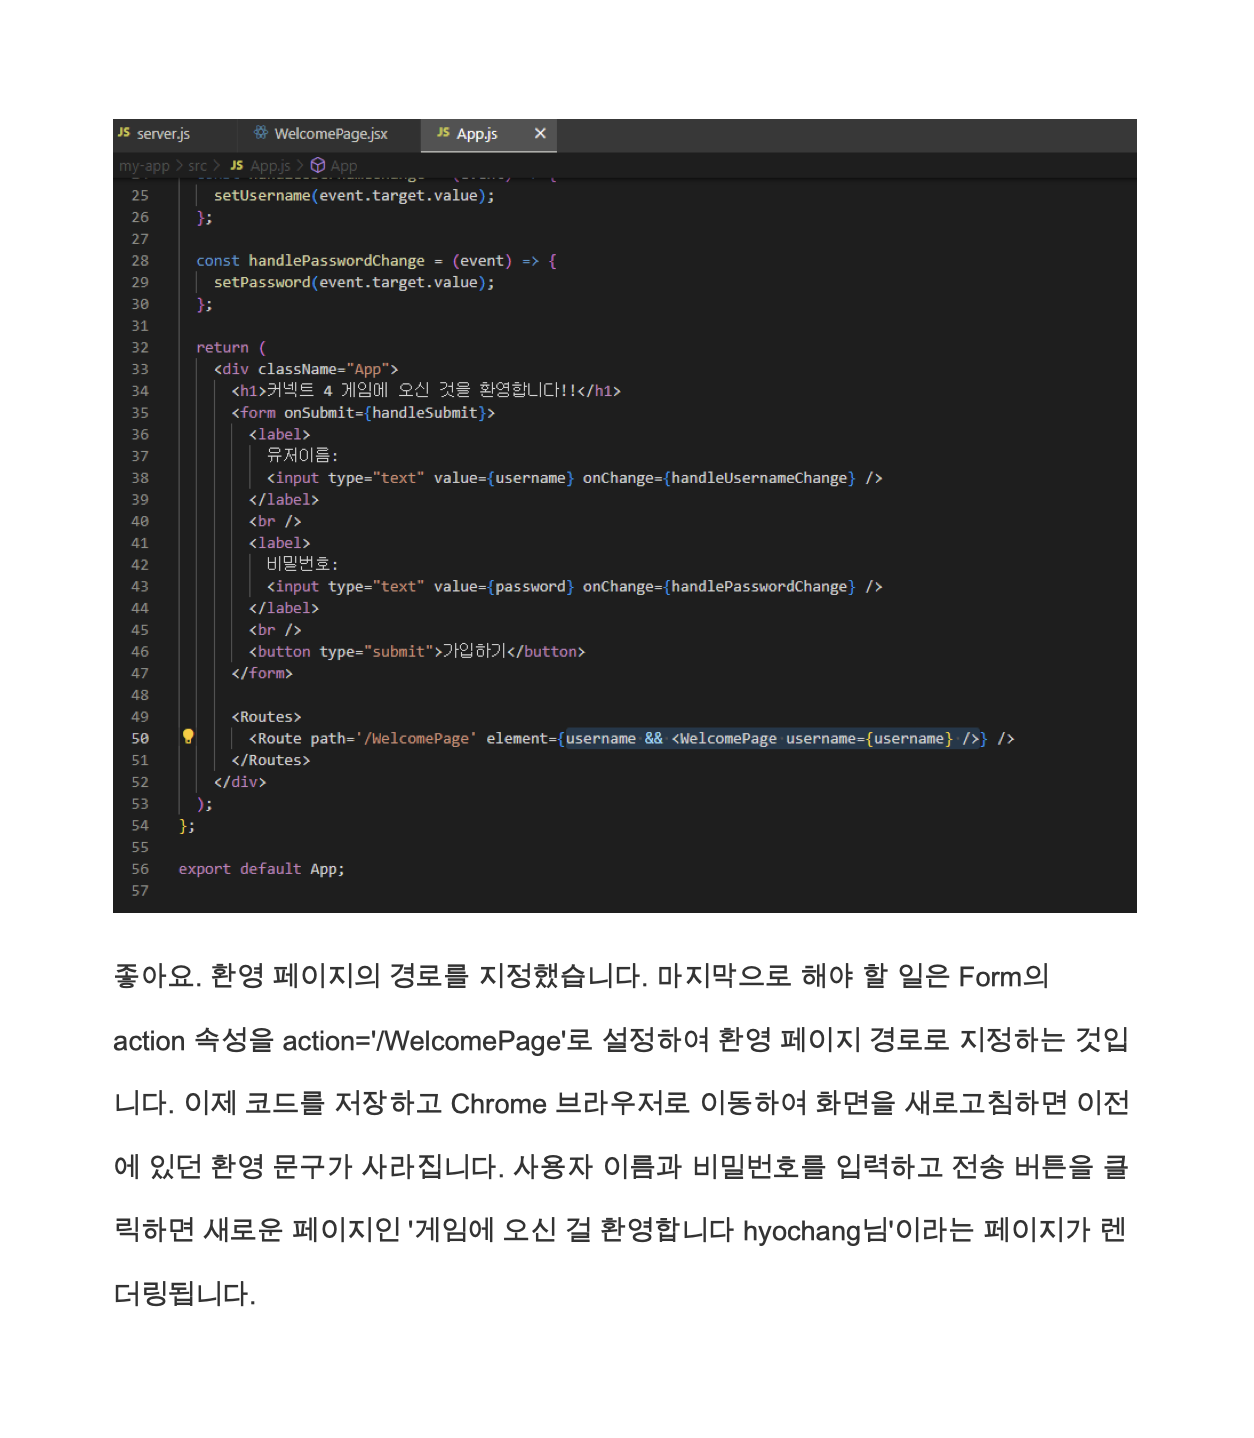 JS server.js WelcomePage.jsx JS App.js ×
my-app > src > JS App.js > App
25 setUsername(event.target.value);
26 };
27
28 const handlePasswordChange = (event) => {
29 setPassword(event.target.value);
30 };
31
32 return (
33 <div className="App">
34 <h1>커넥트 4 게임에 오신 것을 환영합니다!!</h1>
35 <form onSubmit={handleSubmit}>
36 <label>
37 유저이름:
38 <input type="text" value={username} onChange={handleUsernameChange} />
39 </label>
40 <br />
41 <label>
42 비밀번호:
43 <input type="text" value={password} onChange={handlePasswordChange} />
44 </label>
45 <br />
46 <button type="submit">가입하기</button>
47 </form>
48
49 <Routes>
50 <Route path='/WelcomePage' element={username && <WelcomePage username={username} />} />
51 </Routes>
52 </div>
53 );
54 };
55
56 export default App;
57
좋아요. 환영 페이지의 경로를 지정했습니다. 마지막으로 해야 할 일은 Form의
action 속성을 action='/WelcomePage'로 설정하여 환영 페이지 경로로 지정하는 것입
니다. 이제 코드를 저장하고 Chrome 브라우저로 이동하여 화면을 새로고침하면 이전
에 있던 환영 문구가 사라집니다. 사용자 이름과 비밀번호를 입력하고 전송 버튼을 클
릭하면 새로운 페이지인 '게임에 오신 걸 환영합니다 hyochang님'이라는 페이지가 렌
더링됩니다.